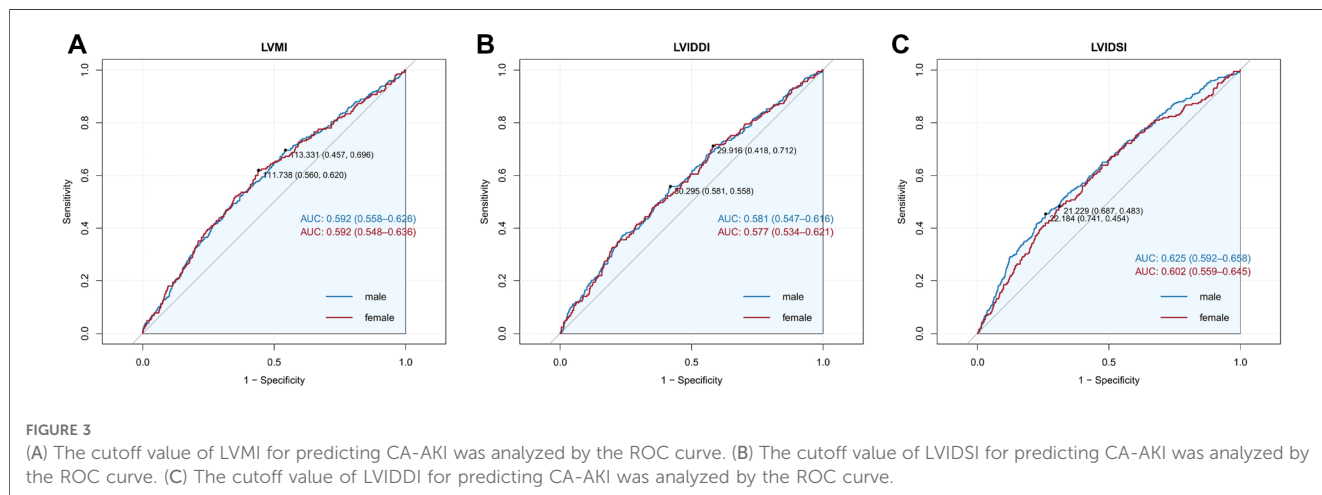 A
LVMI
Sensitivity
1.0
0.8
0.6
0.4
0.2
0.0
113.331 (0.457, 0.696)
111.738 (0.560, 0.620)
AUC: 0.592 (0.558–0.626)
AUC: 0.592 (0.548–0.636)
male
female
0.0 0.5 1.0
1 − Specificity
B
LVIDDI
Sensitivity
1.0
0.8
0.6
0.4
0.2
0.0
29.916 (0.418, 0.712)
30.295 (0.581, 0.558)
AUC: 0.581 (0.547–0.616)
AUC: 0.577 (0.534–0.621)
male
female
0.0 0.5 1.0
1 − Specificity
C
LVIDSI
Sensitivity
1.0
0.8
0.6
0.4
0.2
0.0
21.229 (0.687, 0.483)
22.184 (0.741, 0.454)
AUC: 0.625 (0.592–0.658)
AUC: 0.602 (0.559–0.645)
male
female
0.0 0.5 1.0
1 − Specificity
FIGURE 3
(A) The cutoff value of LVMI for predicting CA-AKI was analyzed by the ROC curve. (B) The cutoff value of LVIDSI for predicting CA-AKI was analyzed by
the ROC curve. (C) The cutoff value of LVIDDI for predicting CA-AKI was analyzed by the ROC curve.